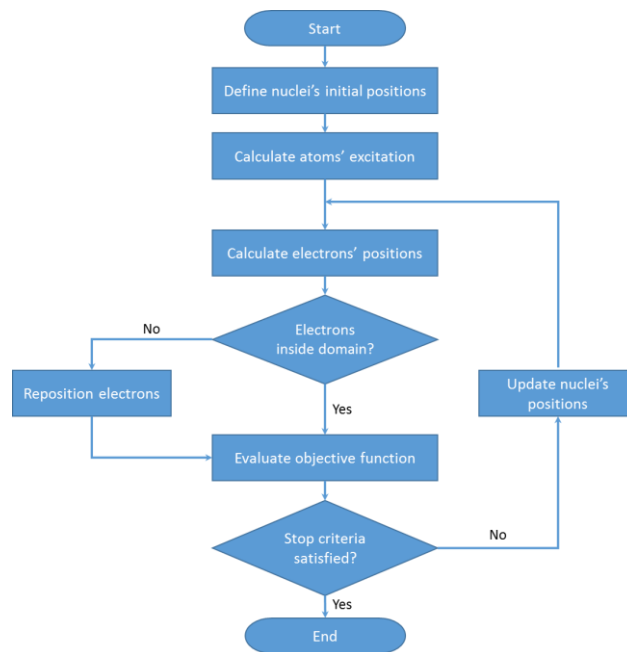 Start
Define nuclei's initial positions
Calculate atoms' excitation
Calculate electrons' positions
No
Electrons
inside domain?
Reposition electrons
Update nuclei's
positions
Yes
Evaluate objective function
Stop criteria
satisfied?
No
Yes
End